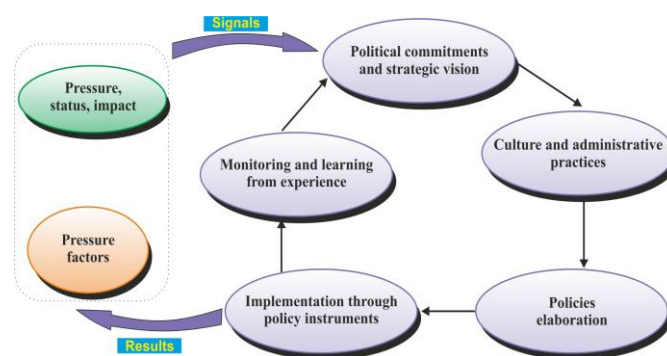 Signals
Political commitments
and strategic vision
Pressure,
status, impact
Culture and administrative
practices
Monitoring and learning
from experience
Pressure
factors
Implementation through
policy instruments
Policies
elaboration
Results